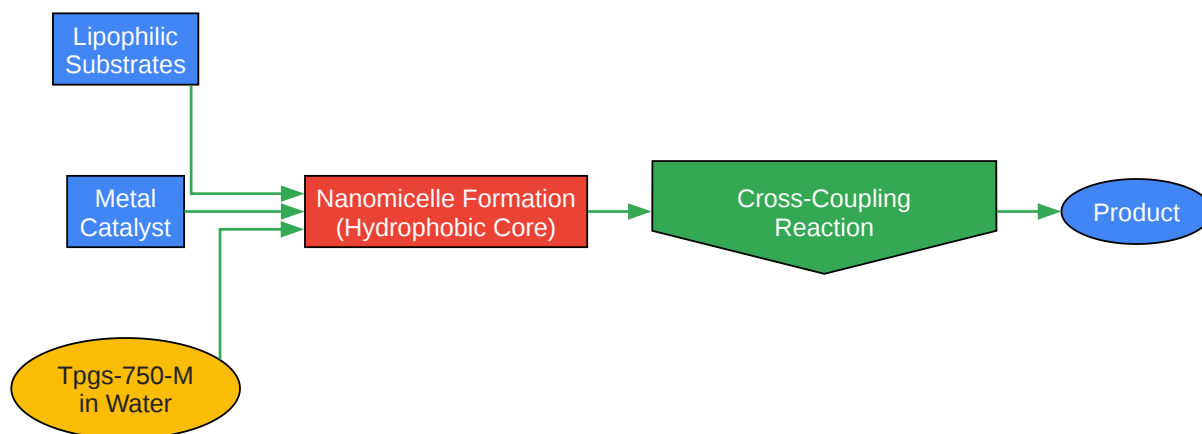 Lipophilic
Substrates
Metal
Catalyst
Nanomicelle Formation
(Hydrophobic Core)
Cross-Coupling
Reaction
Product
Tpgs-750-M
in Water